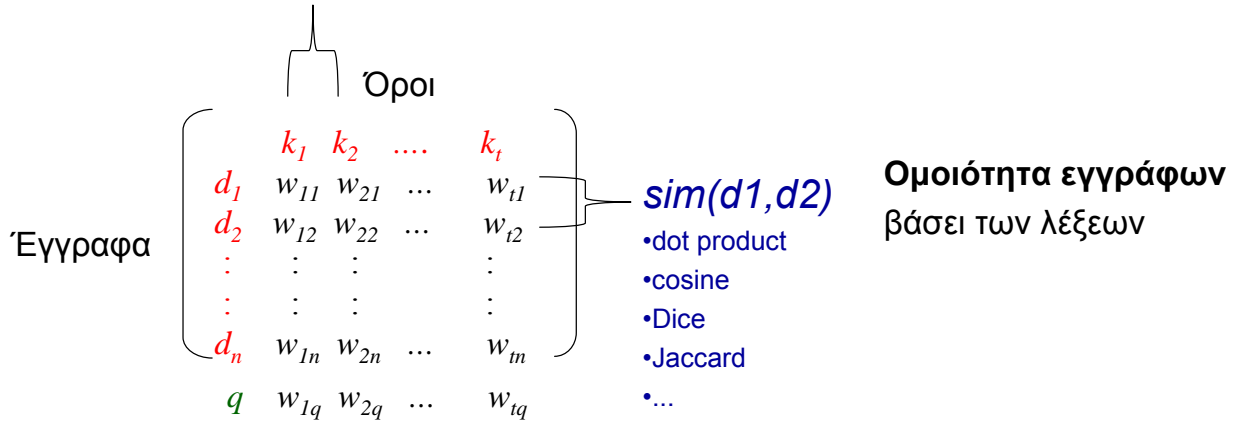 Όροι
k1 k2 .... kt
d1 w11 w21 ... wt1
d2 w12 w22 ... wt2
Έγγραφα
: : : :
: : : :
dn w1n w2n ... wtn
q w1q w2q ... wtq
sim(d1,d2)
•dot product
•cosine
•Dice
•Jaccard
•...
Ομοιότητα εγγράφων
βάσει των λέξεων